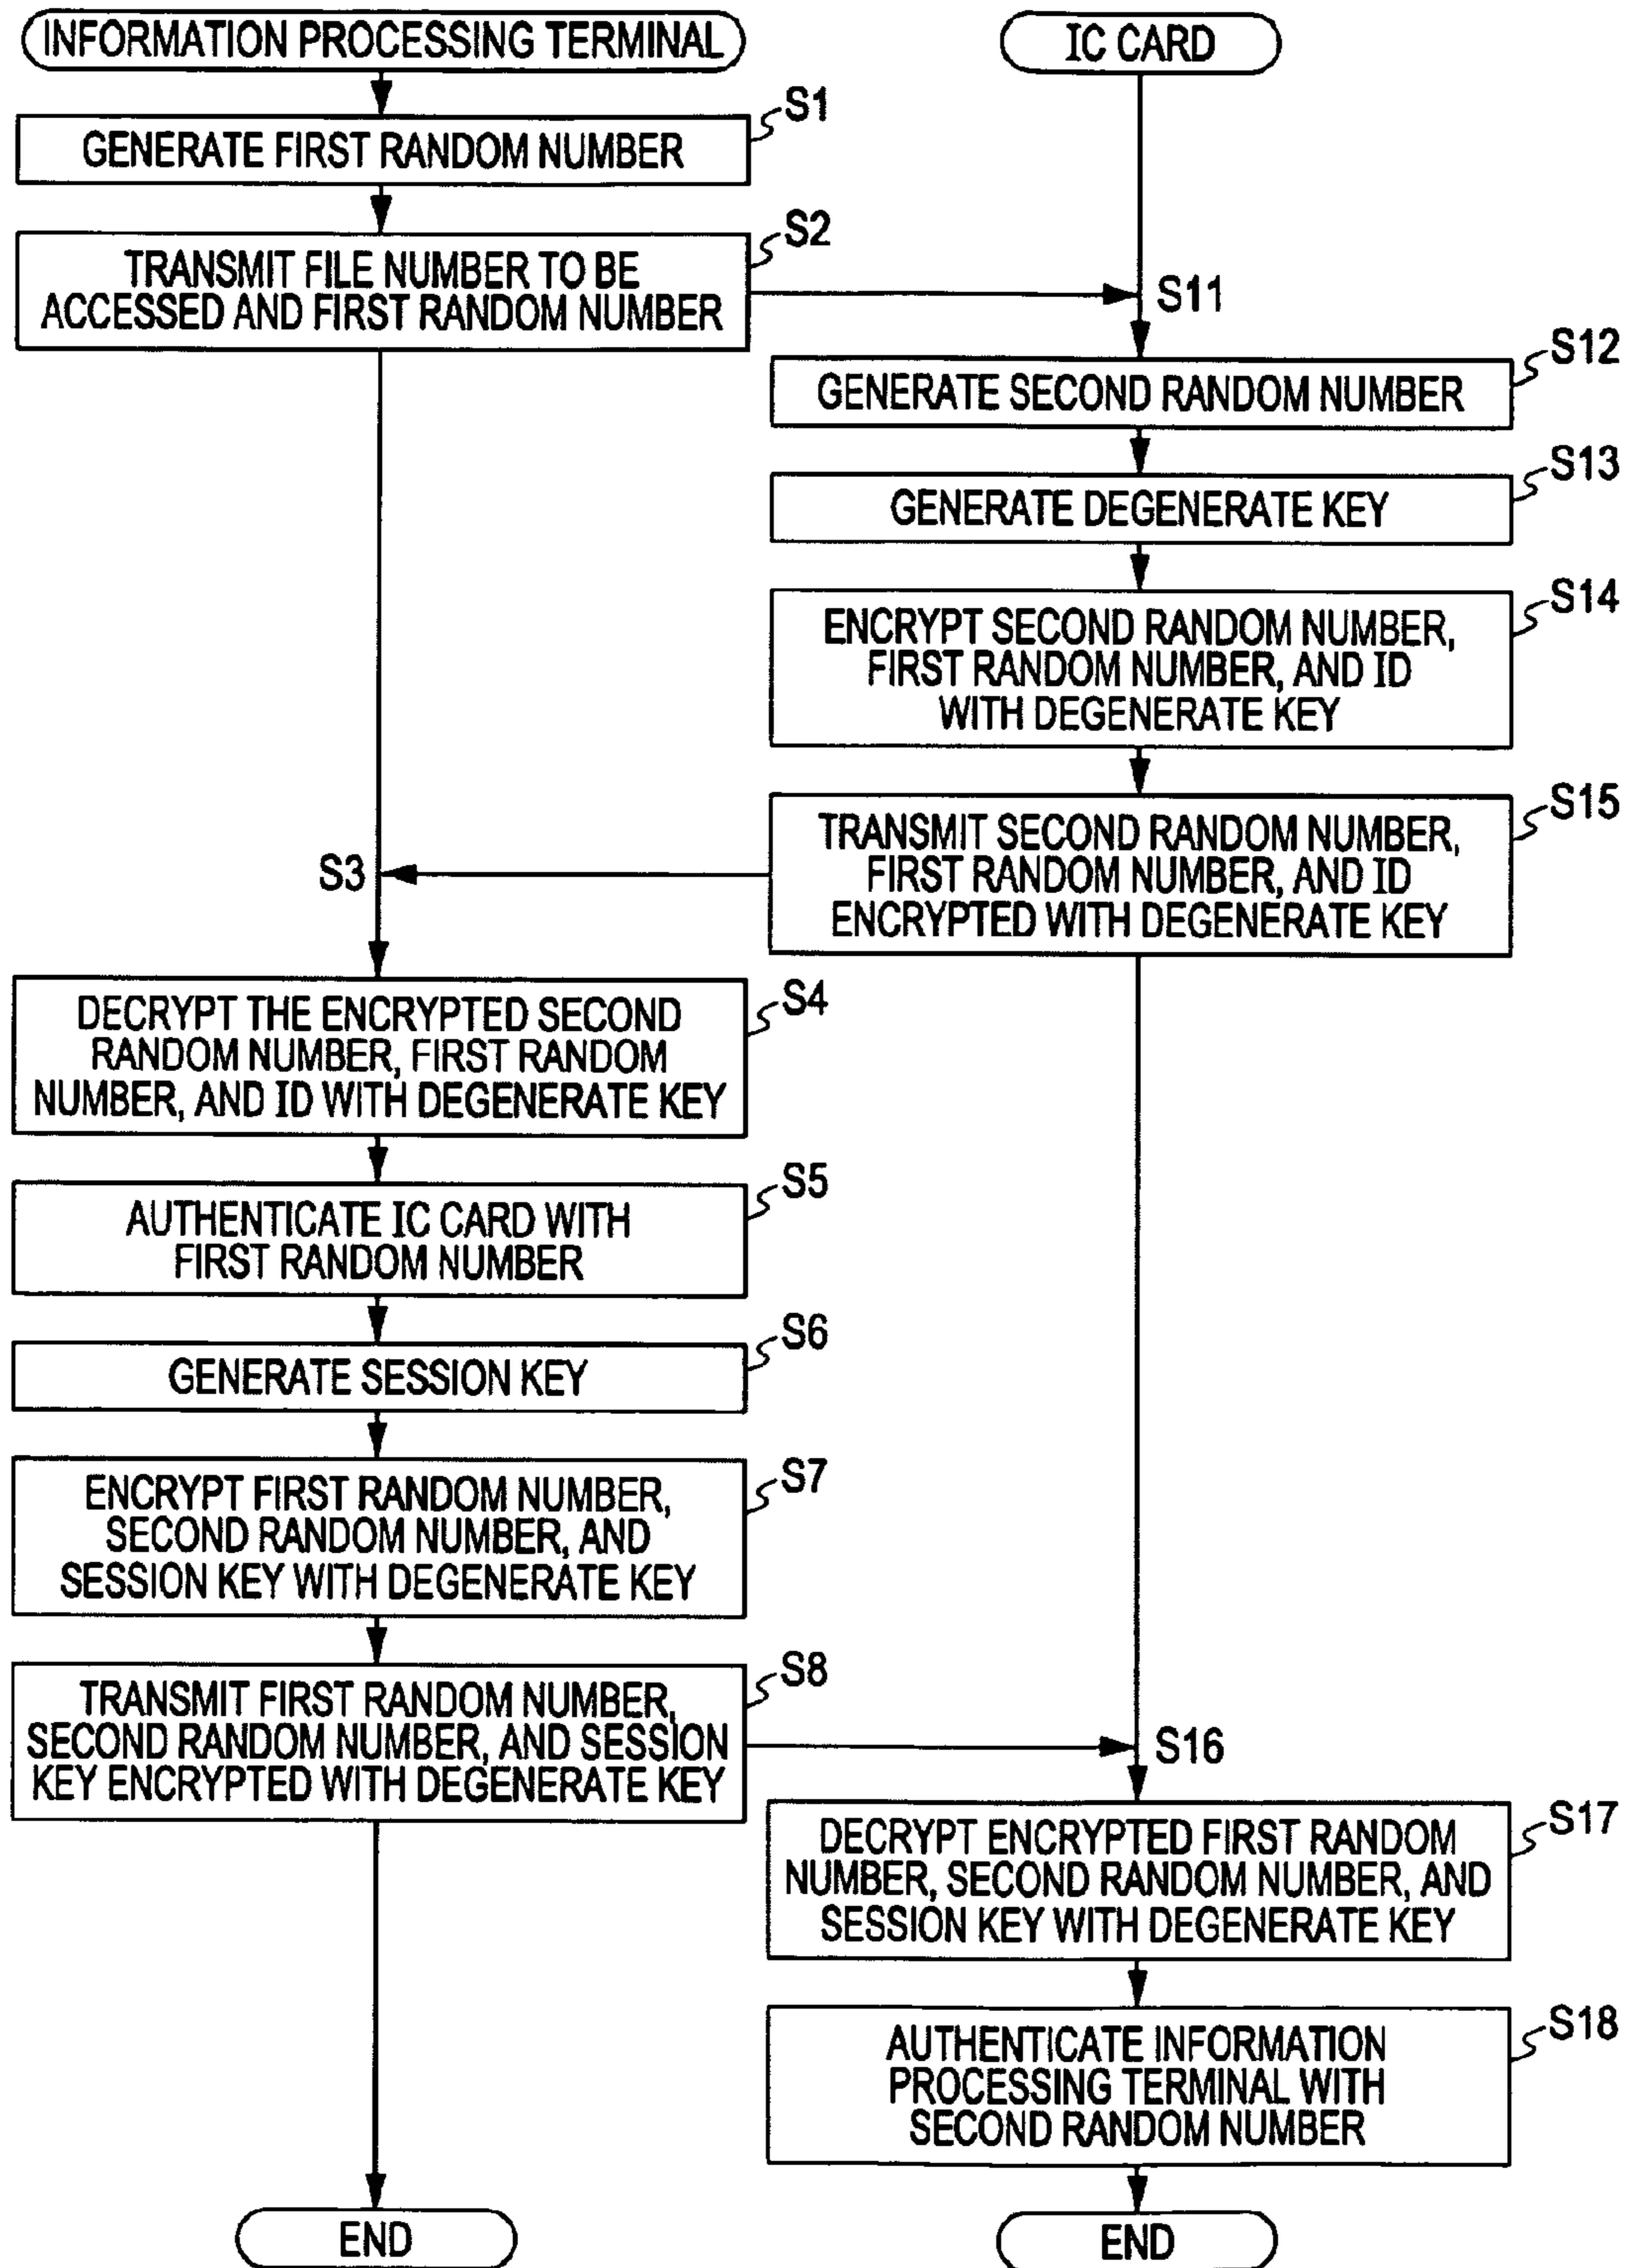 INFORMATION PROCESSING TERMINAL
IC CARD
S1
GENERATE FIRST RANDOM NUMBER
S2
TRANSMIT FILE NUMBER TO BE
ACCESSED AND FIRST RANDOM NUMBER
S11
S12
GENERATE SECOND RANDOM NUMBER
S13
GENERATE DEGENERATE KEY
S14
ENCRYPT SECOND RANDOM NUMBER,
FIRST RANDOM NUMBER, AND ID
WITH DEGENERATE KEY
S15
TRANSMIT SECOND RANDOM NUMBER,
FIRST RANDOM NUMBER, AND ID
ENCRYPTED WITH DEGENERATE KEY
S3
S4
DECRYPT THE ENCRYPTED SECOND
RANDOM NUMBER, FIRST RANDOM
NUMBER, AND ID WITH DEGENERATE KEY
S5
AUTHENTICATE IC CARD WITH
FIRST RANDOM NUMBER
S6
GENERATE SESSION KEY
S7
ENCRYPT FIRST RANDOM NUMBER,
SECOND RANDOM NUMBER, AND
SESSION KEY WITH DEGENERATE KEY
S8
TRANSMIT FIRST RANDOM NUMBER,
SECOND RANDOM NUMBER, AND SESSION
KEY ENCRYPTED WITH DEGENERATE KEY
S16
S17
DECRYPT ENCRYPTED FIRST RANDOM
NUMBER, SECOND RANDOM NUMBER, AND
SESSION KEY WITH DEGENERATE KEY
S18
AUTHENTICATE INFORMATION
PROCESSING TERMINAL WITH
SECOND RANDOM NUMBER
END
END